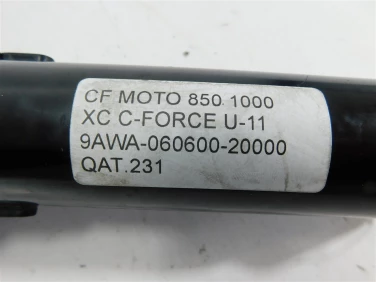 CF MOTO 850 1000
XC C-FORCE U-11
9AWA-060600-20000
QAT.231